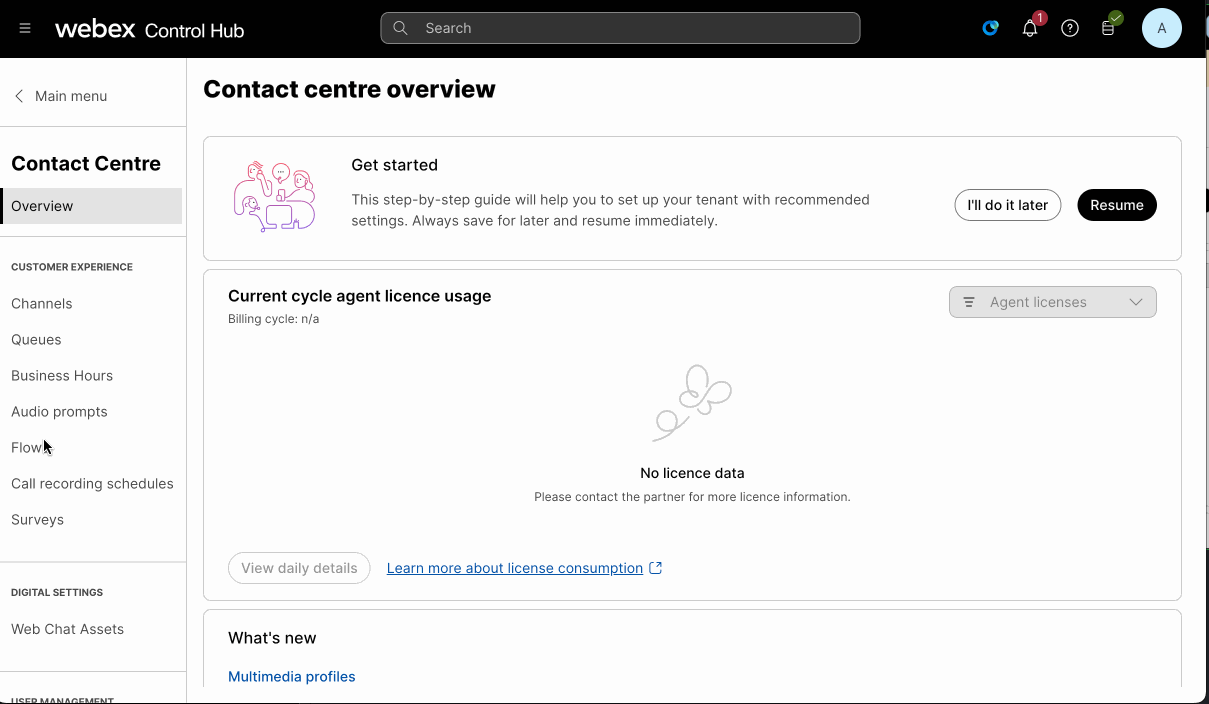 webex Control Hub
Search
1
A
Main menu
Contact Centre
Overview
CUSTOMER EXPERIENCE
Channels
Queues
Business Hours
Audio prompts
Flow
Call recording schedules
Surveys
DIGITAL SETTINGS
Web Chat Assets
USER MANAGEMENT
Contact centre overview
Get started
This step-by-step guide will help you to set up your tenant with recommended
settings. Always save for later and resume immediately.
I'll do it later
Resume
Current cycle agent licence usage
Billing cycle: n/a
Agent licenses
No licence data
Please contact the partner for more licence information.
View daily details
Learn more about license consumption
What's new
Multimedia profiles